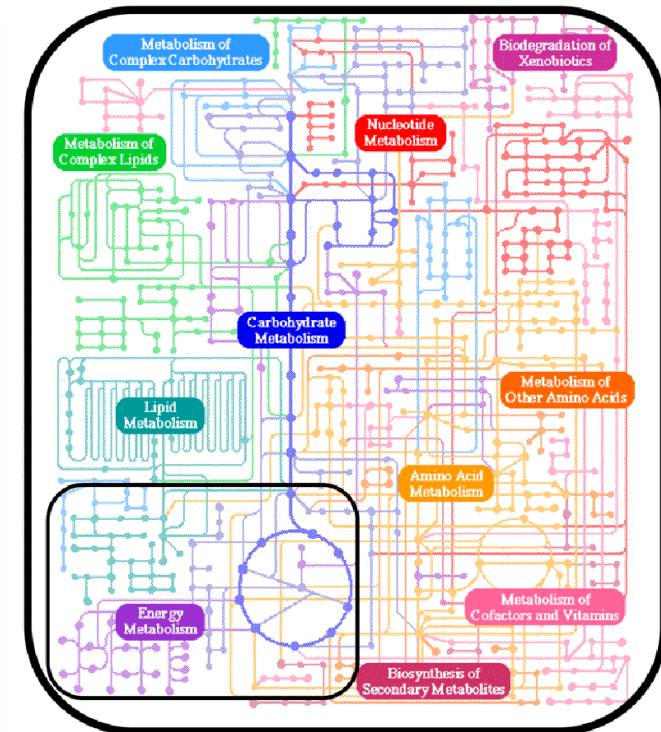 Metabolism of
Complex Carbohydrates
Biodegradation of
Xenobiotics
Nucleotide
Metabolism
Metabolism of
Complex Lipids
Carbohydrate
Metabolism
Metabolism of
Other Amino Acids
Lipid
Metabolism
Amino Acid
Metabolism
Energy
Metabolism
Metabolism of
Cofactors and Vitamins
Biosynthesis of
Secondary Metabolites